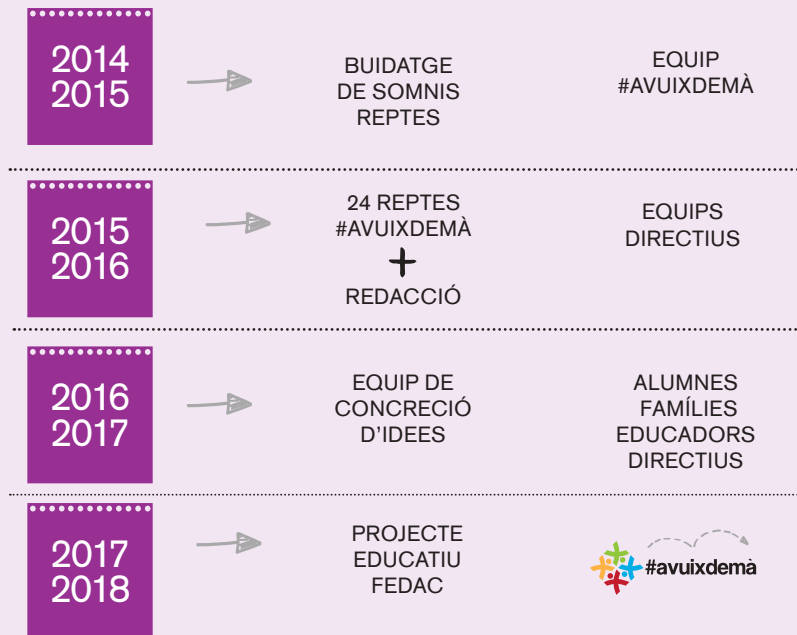 2014
2015
BUIDATGE
DE SOMNIS
REPTES
EQUIP
#AVUIXDEMÀ
2015
2016
24 REPTES
#AVUIXDEMÀ
+
REDACCIÓ
EQUIPS
DIRECTIUS
2016
2017
EQUIP DE
CONCRECIÓ
D'IDEES
ALUMNES
FAMÍLIES
EDUCADORS
DIRECTIUS
2017
2018
PROJECTE
EDUCATIU
FEDAC
#avuixdemà